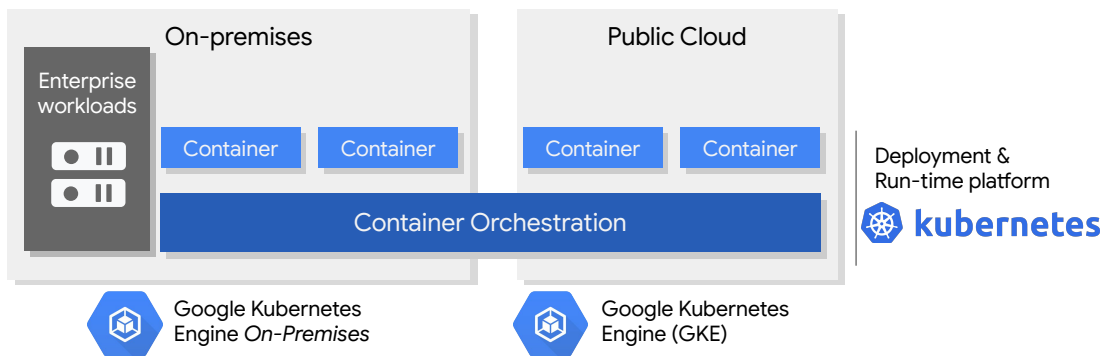 On-premises
Public Cloud
Enterprise
workloads
Container
Container
Container
Container
Container Orchestration
Deployment &
Run-time platform
kubernetes
Google Kubernetes
Engine On-Premises
Google Kubernetes
Engine (GKE)